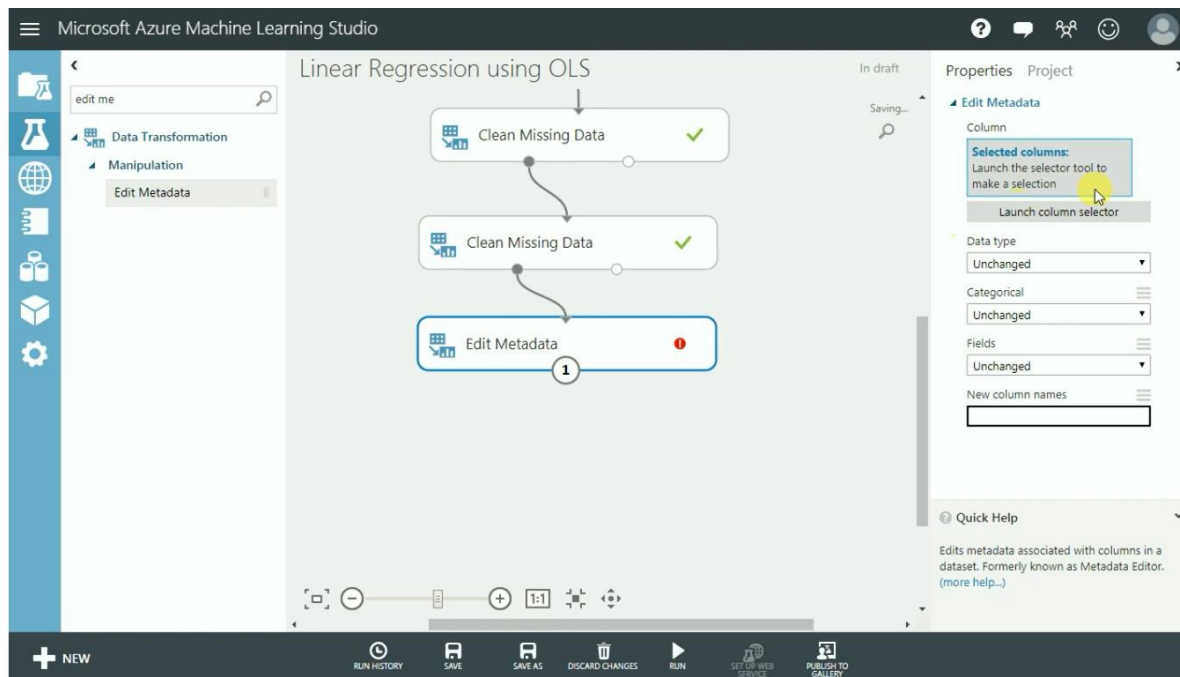 Microsoft Azure Machine Learning Studio
edit me
Data Transformation
Manipulation
Edit Metadata
Linear Regression using OLS
In draft
Saving...
Clean Missing Data
Clean Missing Data
Edit Metadata
1
1:1
Properties Project
Edit Metadata
Column
Selected columns:
Launch the selector tool to
make a selection
Launch column selector
Data type
Unchanged
Categorical
Unchanged
Fields
Unchanged
New column names
Quick Help
Edits metadata associated with columns in a
dataset. Formerly known as Metadata Editor.
(more help...)
NEW
RUN HISTORY
SAVE
SAVE AS
DISCARD CHANGES
RUN
SET UP WEB
SERVICE
PUBLISH TO
GALLERY